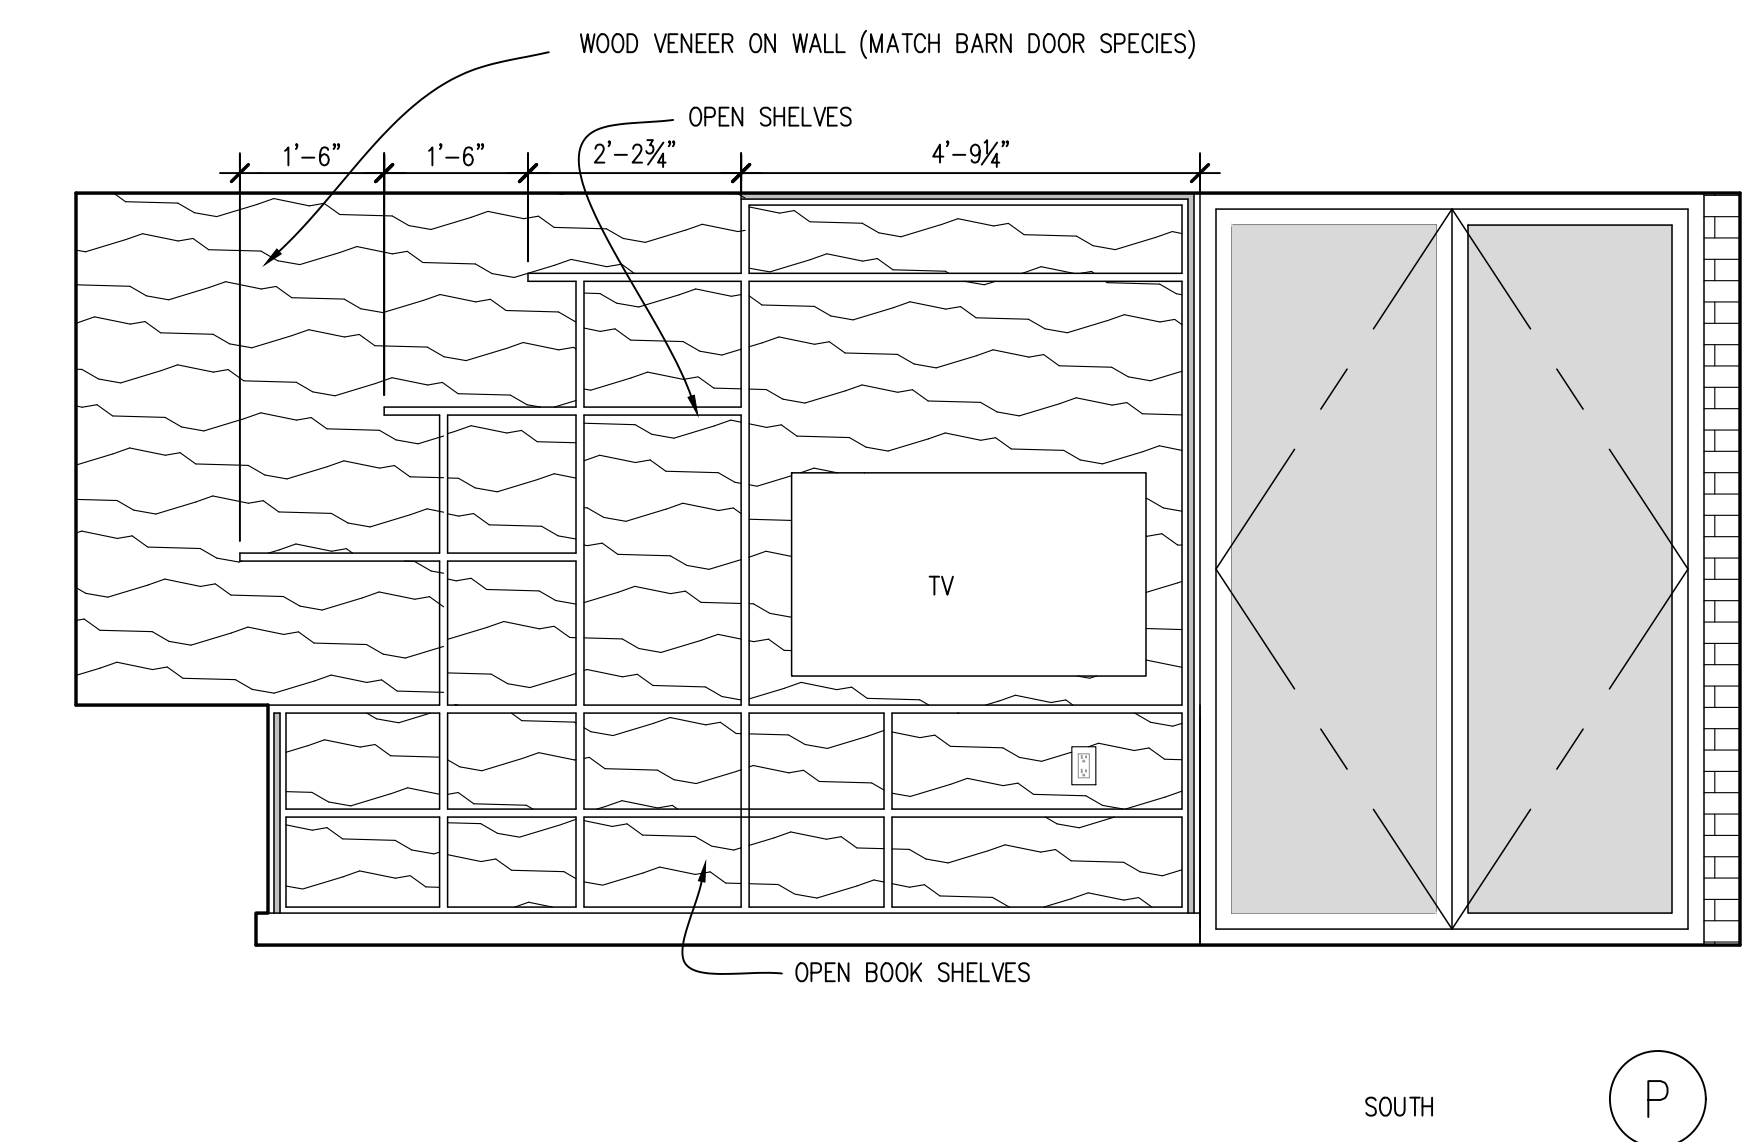 WOOD VENEER ON WALL (MATCH BARN DOOR SPECIES)
OPEN SHELVES
1'-6" 1'-6" 2'-2¾" 4'-9¼"
TV
OPEN BOOK SHELVES
SOUTH P